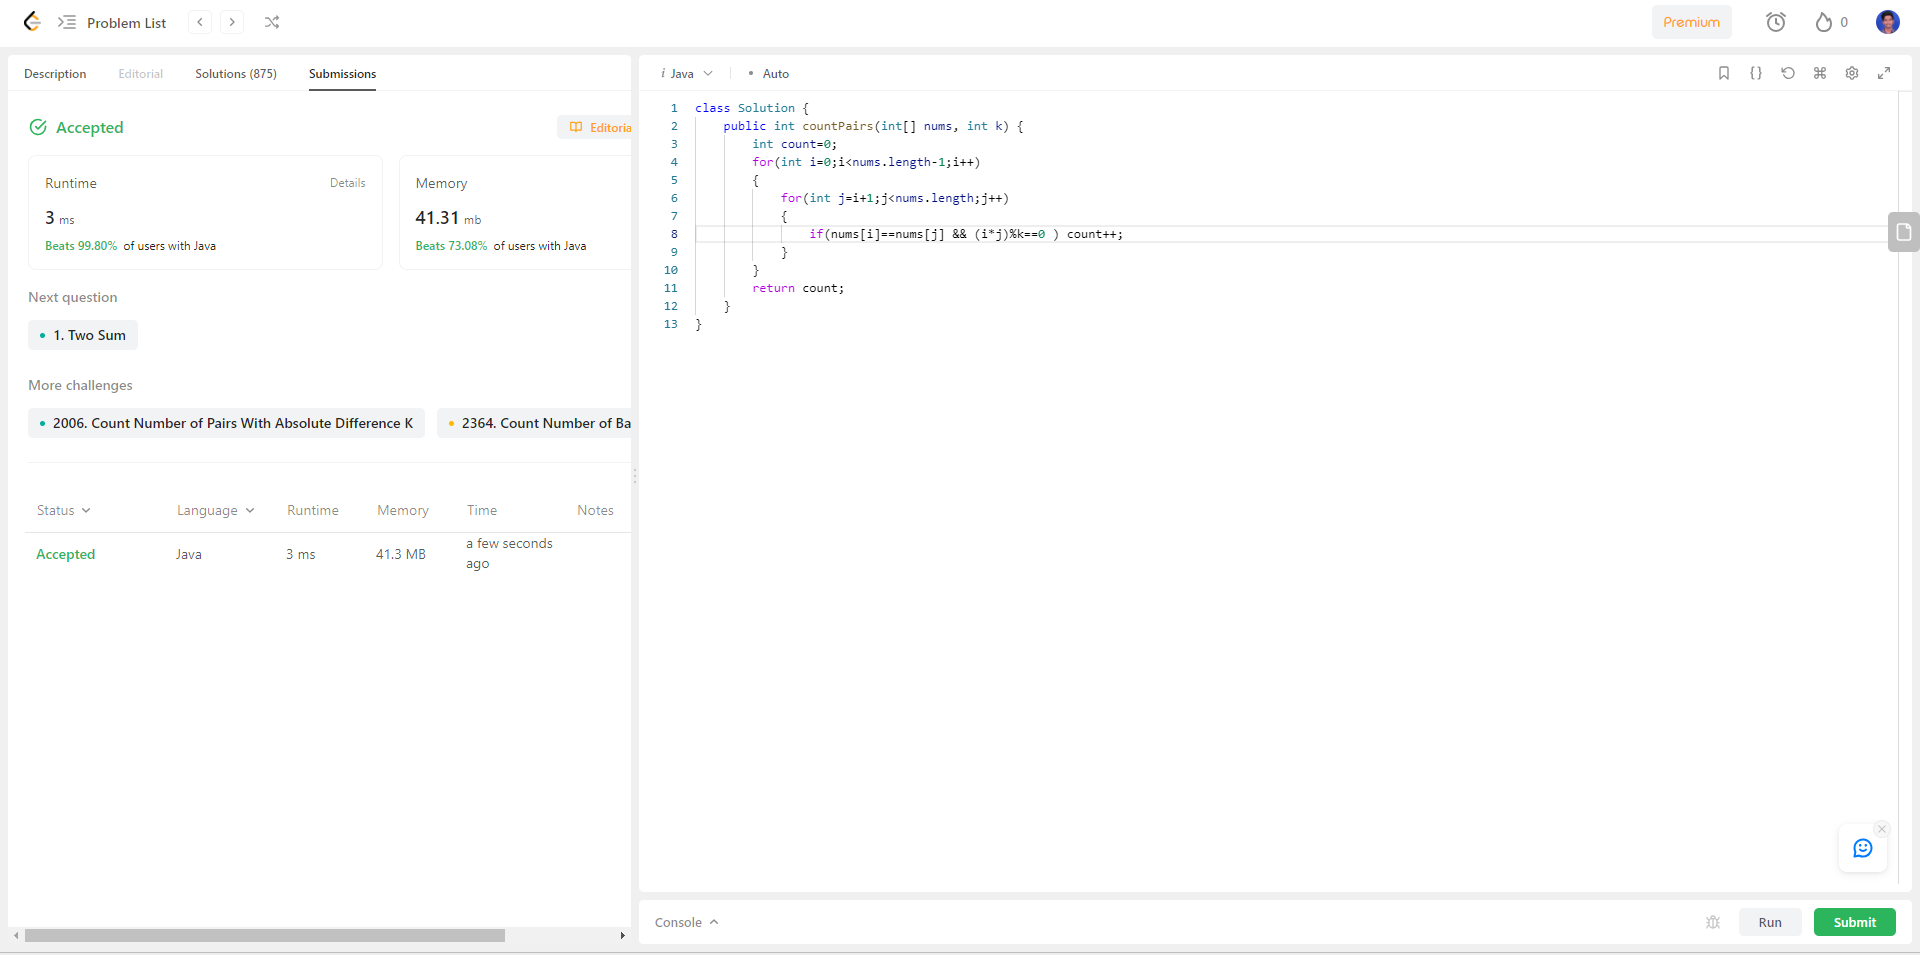 Problem List
Premium
0
Description Editorial Solutions (875) Submissions
Accepted
Editoria
Runtime Details
3 ms
Beats 99.80% of users with Java
Memory
41.31 mb
Beats 73.08% of users with Java
Next question
1. Two Sum
More challenges
2006. Count Number of Pairs With Absolute Difference K
2364. Count Number of Ba
Status Language Runtime Memory Time Notes
Accepted Java 3 ms 41.3 MB a few seconds
ago
i Java • Auto
{}
1 class Solution {
2 public int countPairs(int[] nums, int k) {
3 int count=0;
4 for(int i=0;i<nums.length-1;i++)
5 {
6 for(int j=i+1;j<nums.length;j++)
7 {
8 if(nums[i]==nums[j] && (i*j)%k==0 ) count++;
9 }
10 }
11 return count;
12 }
13 }
Console
Run
Submit